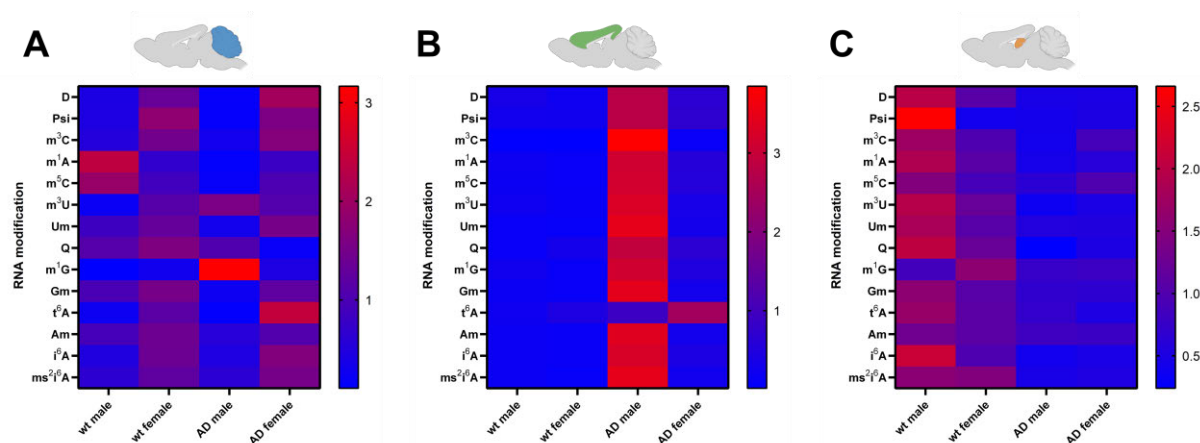 A
RNA modification
D
Psi
m³C
m¹A
m⁵C
m³U
Um
Q
m¹G
Gm
t⁶A
Am
i⁶A
ms²i⁶A
wt male
wt female
AD male
AD female
3
2
1
B
RNA modification
D
Psi
m³C
m¹A
m⁵C
m³U
Um
Q
m¹G
Gm
t⁶A
Am
i⁶A
ms²i⁶A
wt male
wt female
AD male
AD female
3
2
1
C
RNA modification
D
Psi
m³C
m¹A
m⁵C
m³U
Um
Q
m¹G
Gm
t⁶A
Am
i⁶A
ms²i⁶A
wt male
wt female
AD male
AD female
2.5
2.0
1.5
1.0
0.5